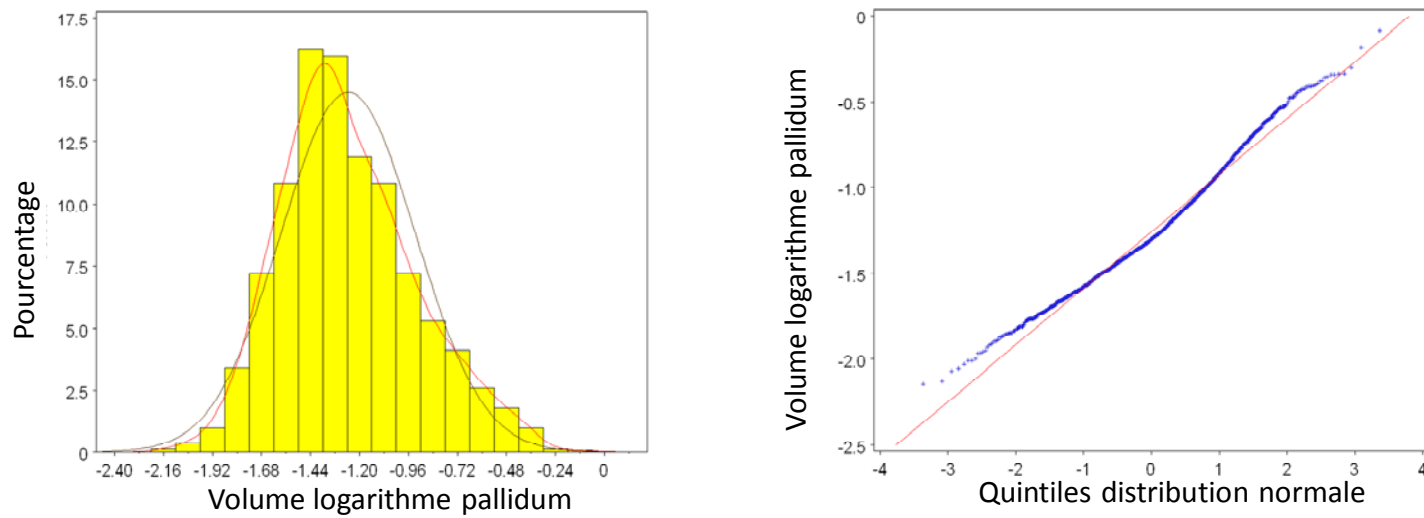 17.5
15.0
12.5
10.0
7.5
5.0
2.5
0
Pourcentage
-2.40 -2.16 -1.92 -1.68 -1.44 -1.20 -0.96 -0.72 -0.48 -0.24 0
Volume logarithme pallidum
0
-0.5
-1.0
-1.5
-2.0
-2.5
Volume logarithme pallidum
-4 -3 -2 -1 0 1 2 3 4
Quintiles distribution normale